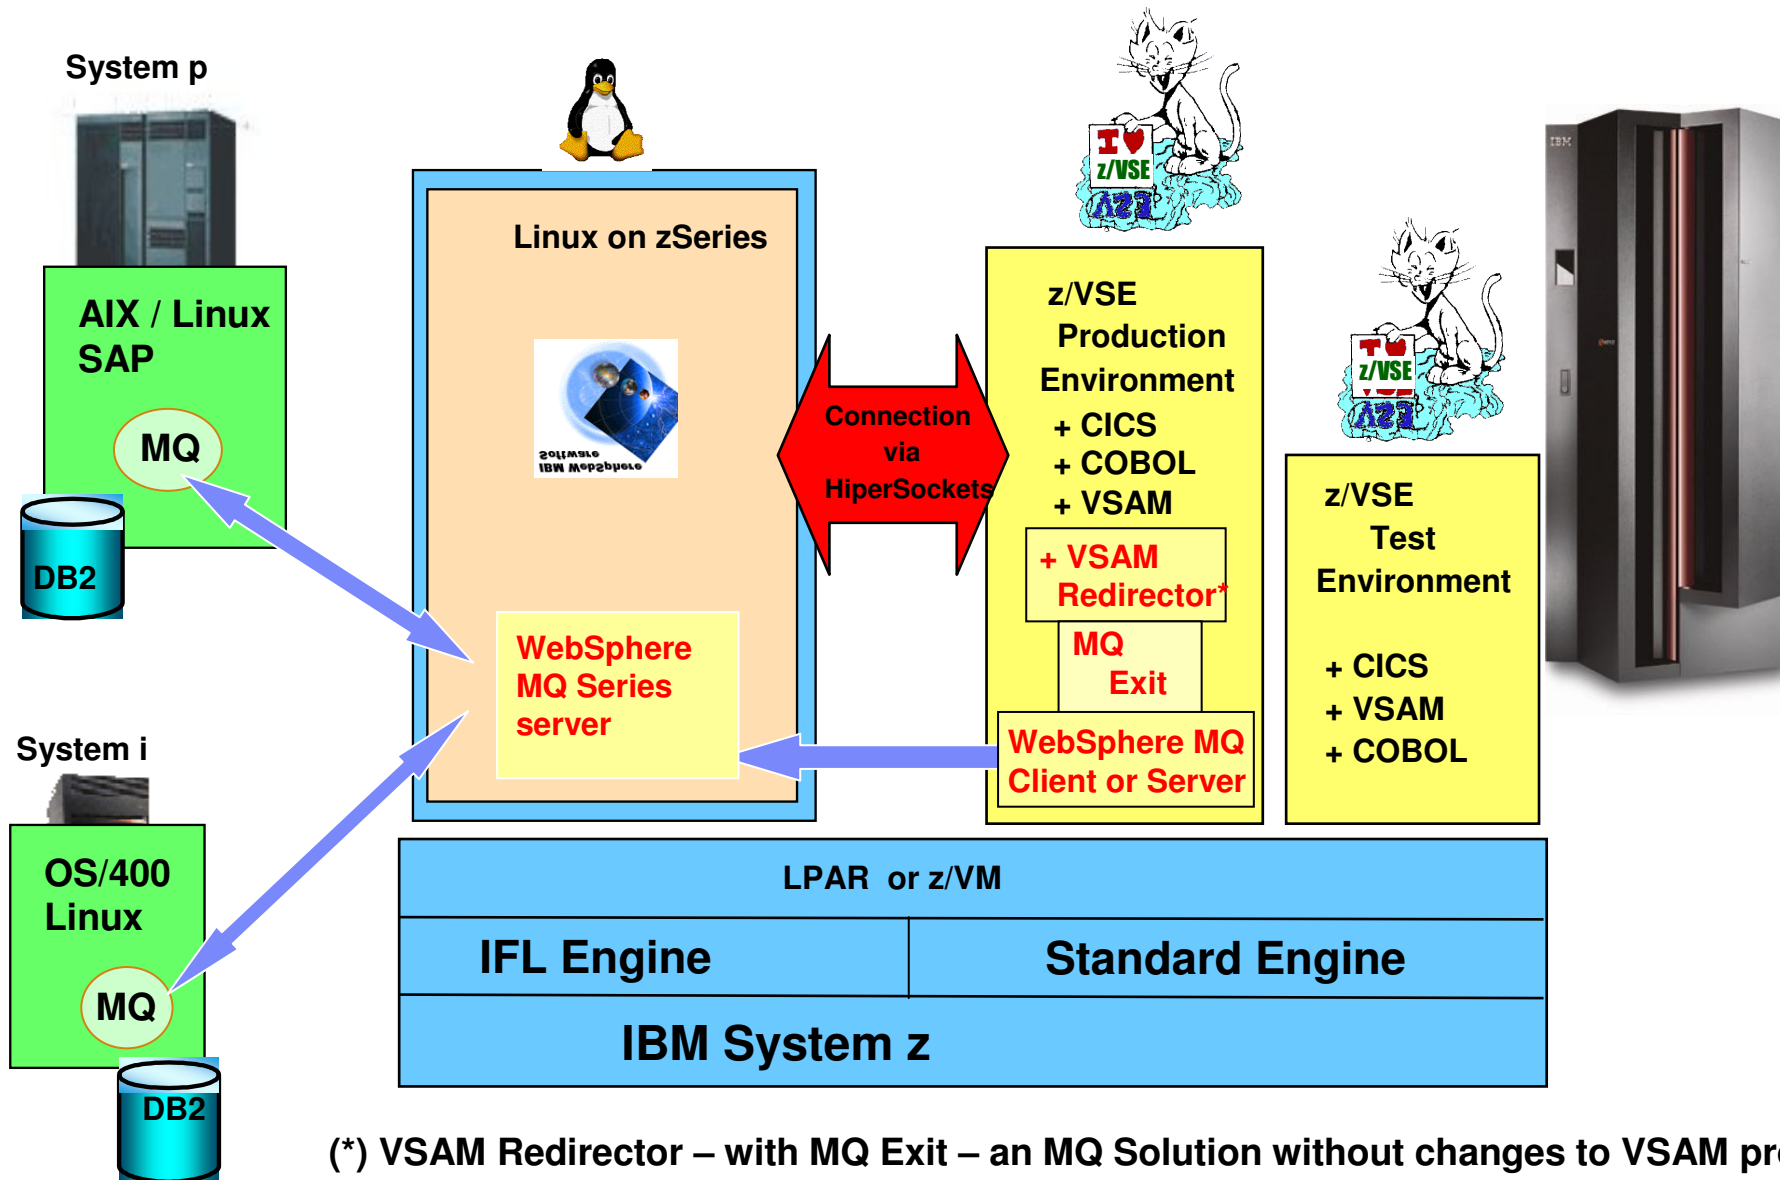 System p
AIX / Linux
SAP
MQ
DB2
System i
OS/400
Linux
MQ
DB2
Linux on zSeries
IBM WebSphere
Software
WebSphere
MQ Series
server
Connection
via
HiperSockets
I ♥
z/VSE
VSE
z/VSE
Production
Environment
+ CICS
+ COBOL
+ VSAM
+ VSAM
Redirector*
MQ
Exit
WebSphere MQ
Client or Server
I ♥
z/VSE
VSE
z/VSE
Test
Environment
+ CICS
+ VSAM
+ COBOL
IBM
LPAR or z/VM
IFL Engine
Standard Engine
IBM System z
(*) VSAM Redirector – with MQ Exit – an MQ Solution without changes to VSAM